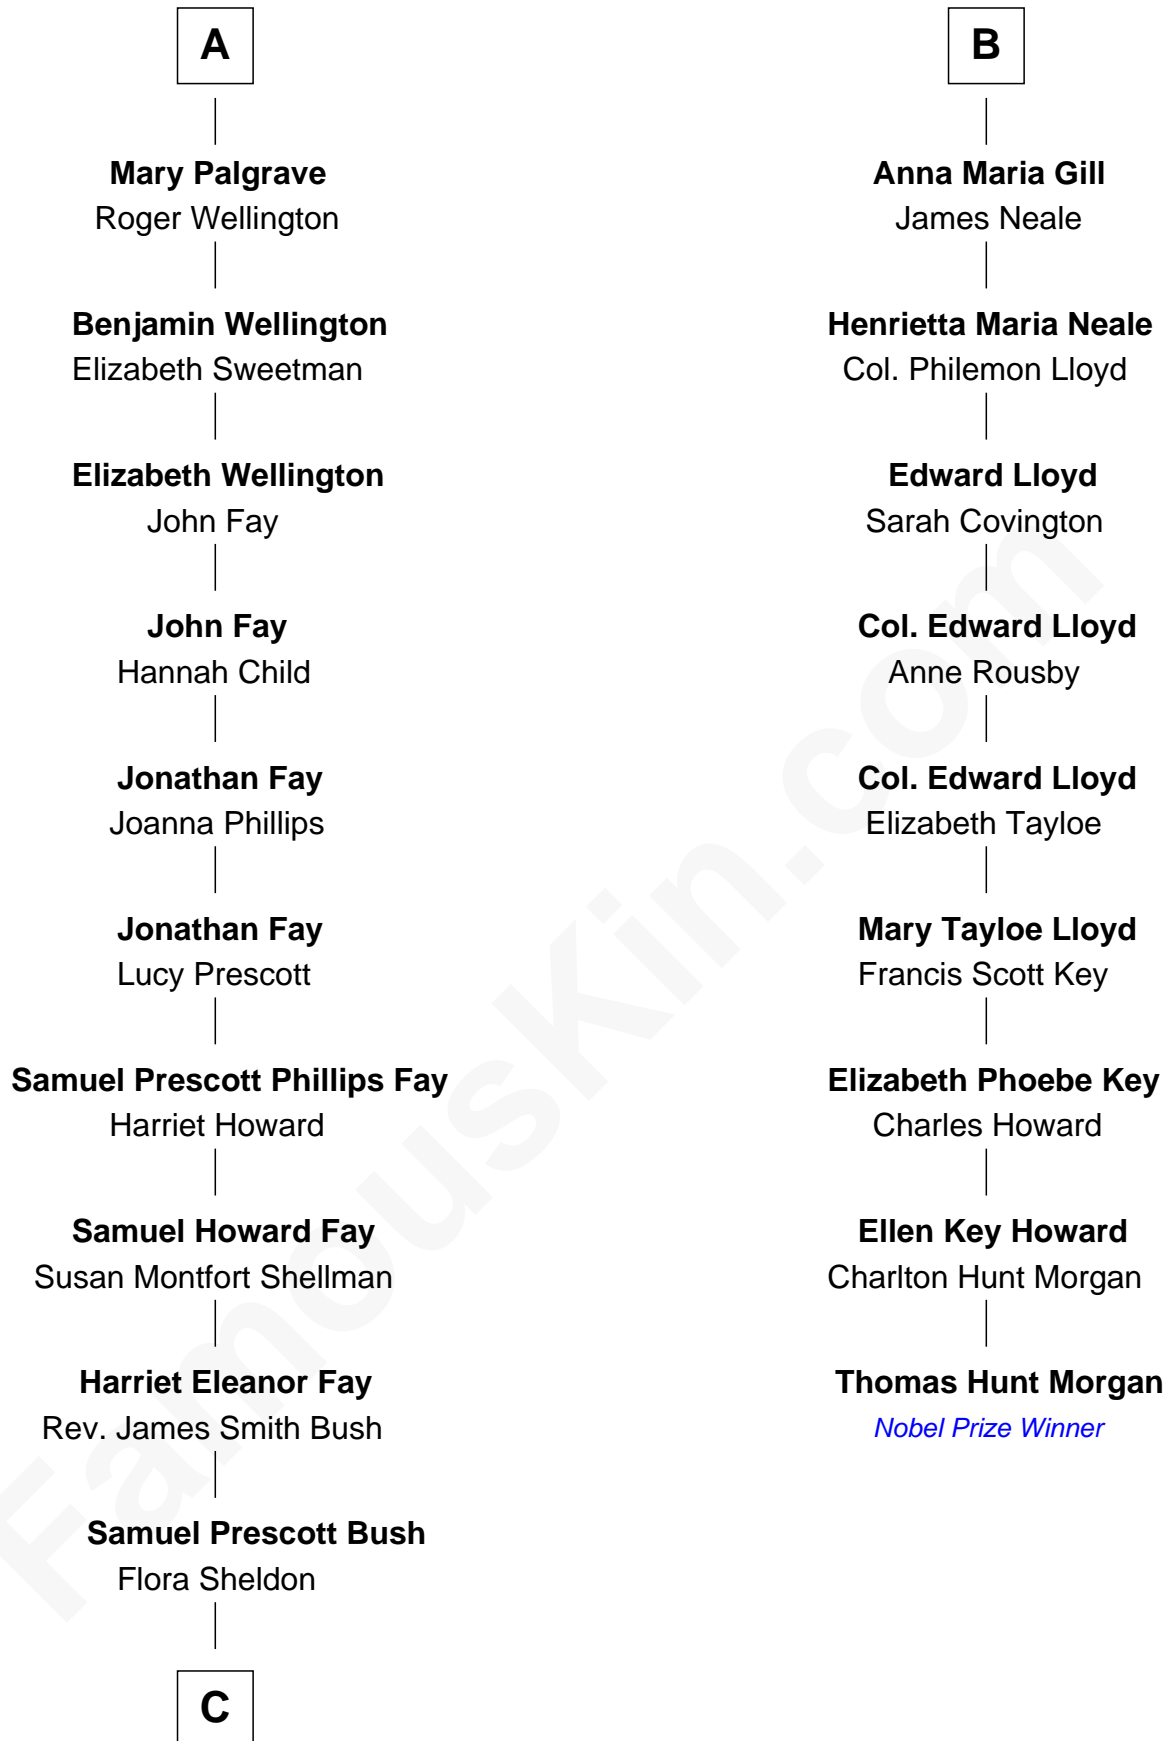 A
Mary Palgrave
Roger Wellington
Benjamin Wellington
Elizabeth Sweetman
Elizabeth Wellington
John Fay
John Fay
Hannah Child
Jonathan Fay
Joanna Phillips
Jonathan Fay
Lucy Prescott
Samuel Prescott Phillips Fay
Harriet Howard
Samuel Howard Fay
Susan Montfort Shellman
Harriet Eleanor Fay
Rev. James Smith Bush
Samuel Prescott Bush
Flora Sheldon
C
B
Anna Maria Gill
James Neale
Henrietta Maria Neale
Col. Philemon Lloyd
Edward Lloyd
Sarah Covington
Col. Edward Lloyd
Anne Rousby
Col. Edward Lloyd
Elizabeth Tayloe
Mary Tayloe Lloyd
Francis Scott Key
Elizabeth Phoebe Key
Charles Howard
Ellen Key Howard
Charlton Hunt Morgan
Thomas Hunt Morgan
Nobel Prize Winner
FamousKin.com